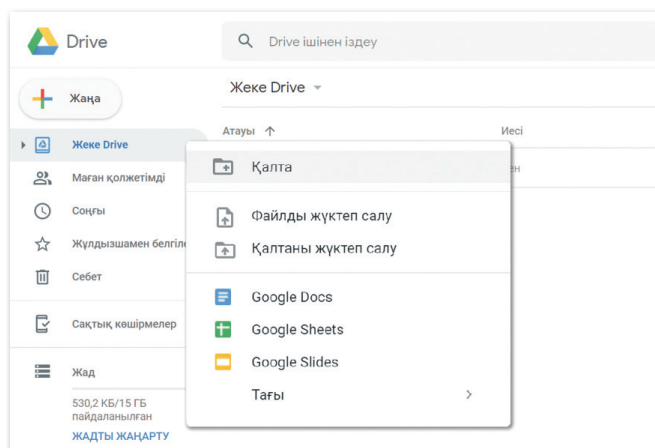 Drive
Drive ішінен іздеу
Жаңа
Жеке Drive
Атауы
Иесі
Жеке Drive
Маған қолжетімді
Соңғы
Жұлдызшамен
Себет
Сақтық көшірмелер
Жад
530,2 КБ/15 ГБ
пайдаланылған
ЖАДТЫ ЖАҢАРТУ
Қалта
Файлды жүктеп салу
Қалтаны жүктеп салу
Google Docs
Google Sheets
Google Slides
Тағы